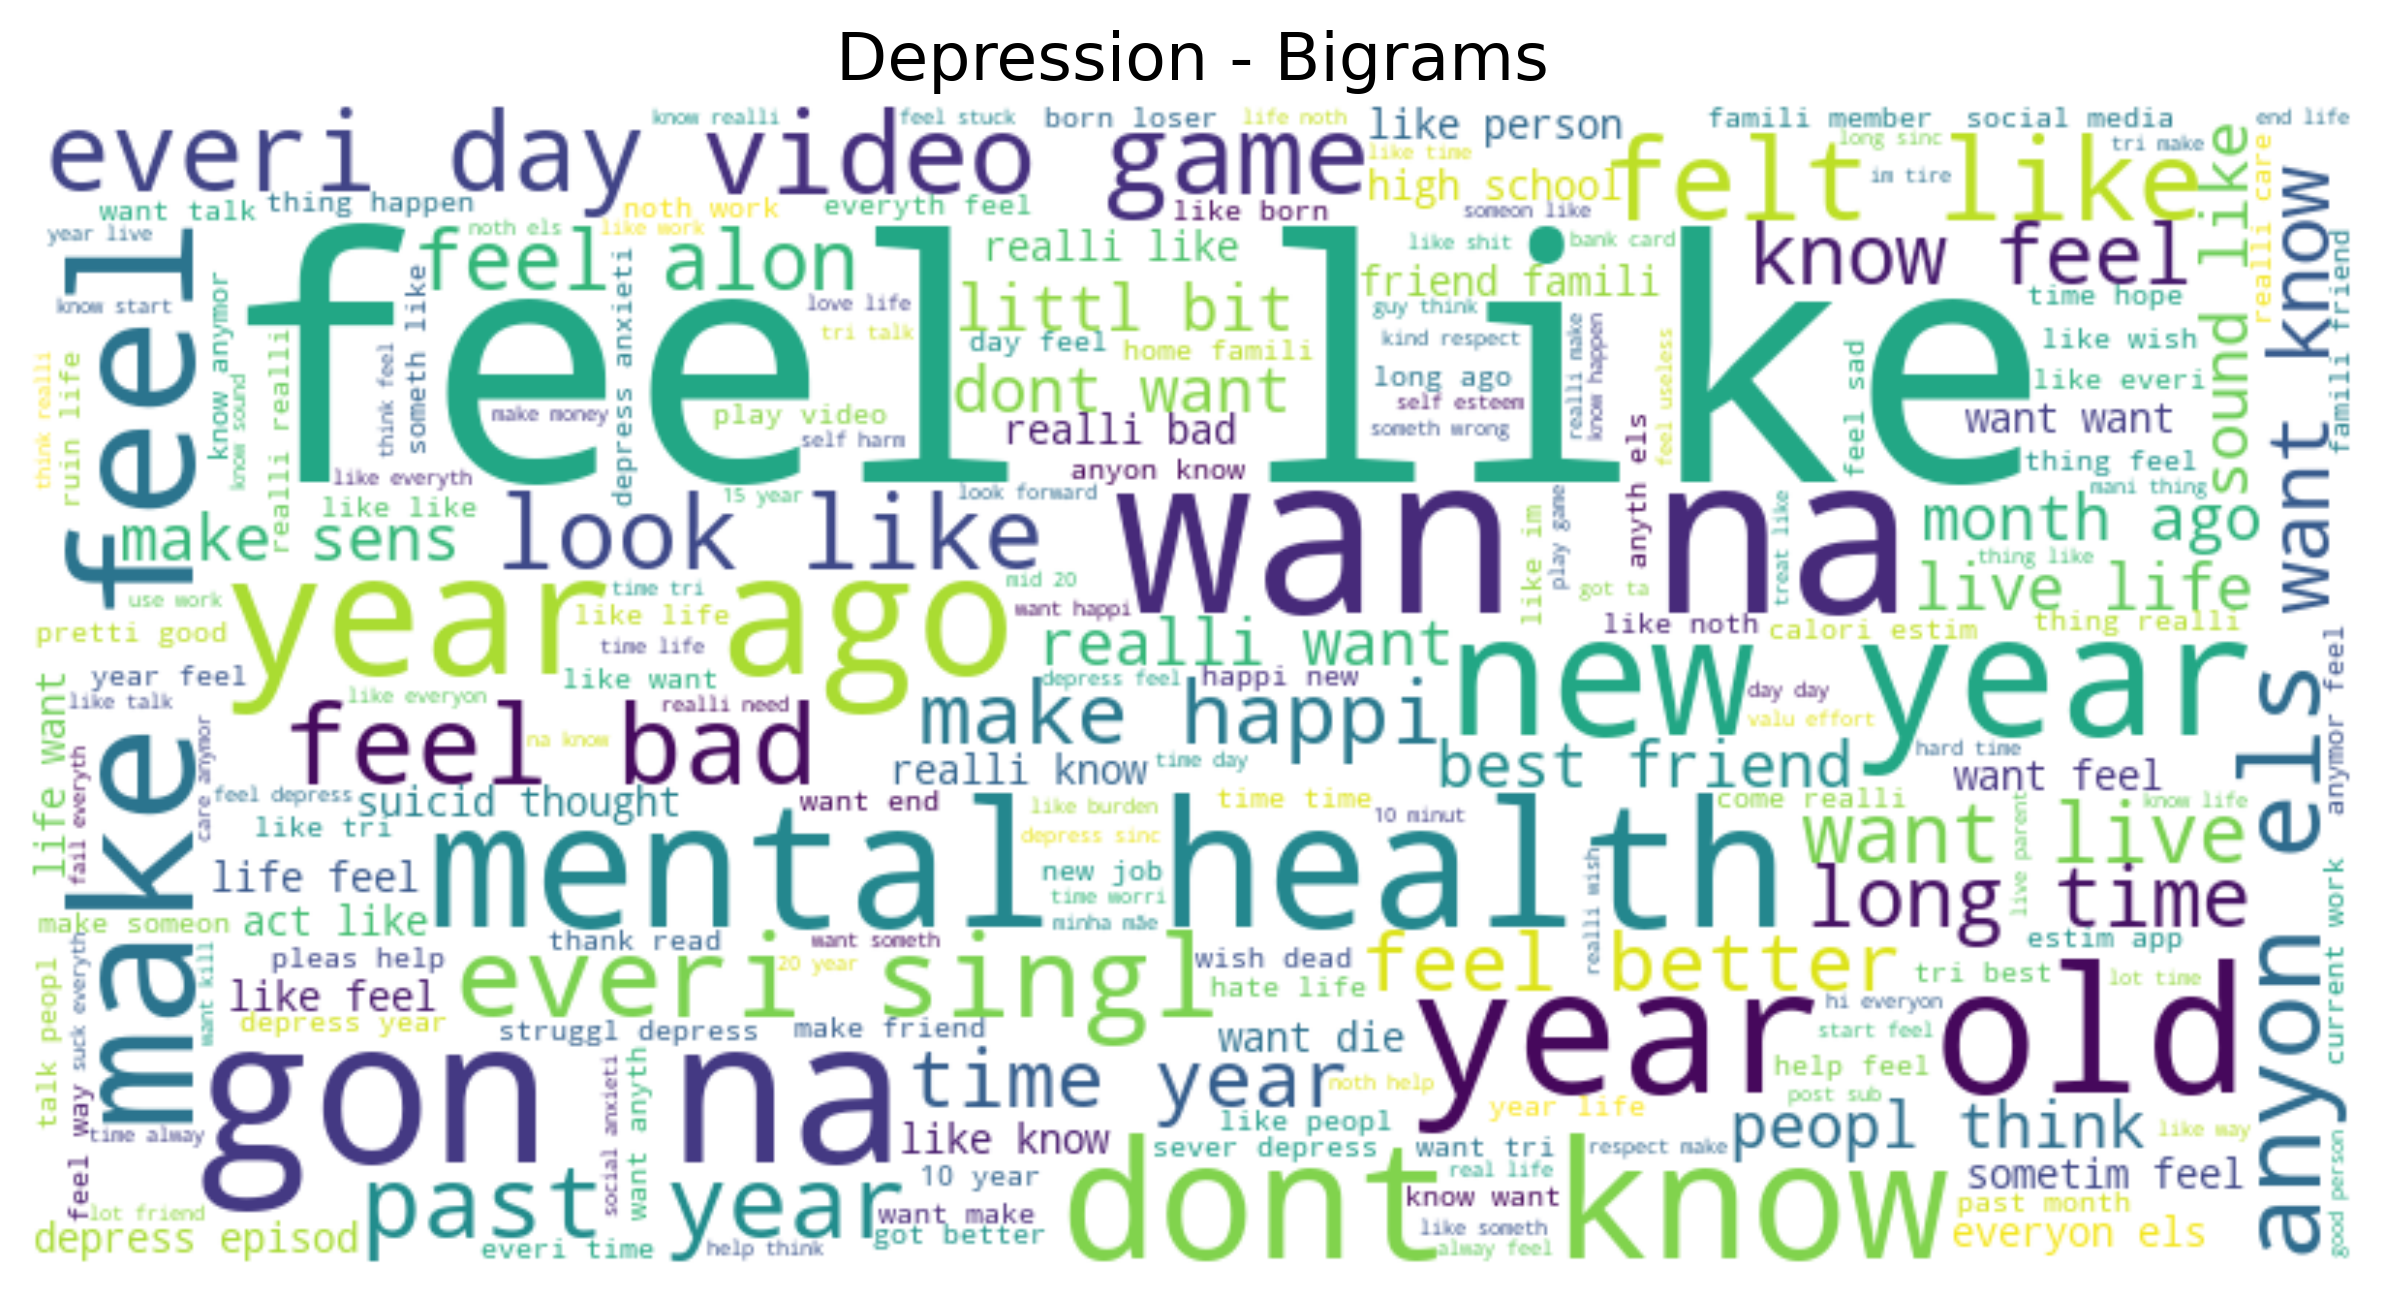 Depression - Bigrams
everi day
know realli
video game
feel stuck
born loser
life noth
like person
famili member
social media
end life
long sinc
tri make
like time
felt like
im tire
high school
want talk
thing happen
noth work
everyth feel
like born
someon like
sound like
realli care
want know
year live
noth els
like work
feel alon
realli like
like shit
bank card
know feel
make feel
feel like
famili friend
friend famili
time hope
know start
know anymor
someth like
depress anxieti
love life
littl bit
guy think
tri talk
day feel
home famili
kind respect
realli make
know happen
feel useless
feel sad
like wish
think realli
ruin life
know sound
realli realli
think feel
make money
play video
dont want
long ago
self esteem
like everi
self harm
realli bad
someth wrong
want want
like everyth
anyon know
thing feel
15 year
look forward
wan na
anyth els
mani thing
like like
look like
make sens
like im
play game
treat like
month ago
thing like
use work
year ago
time tri
mid 20
got ta
live life
pretti good
like life
want happi
like noth
calori estim
thing realli
time life
realli want
new year
anymor feel
year feel
like want
depress feel
happi new
life want
like talk
like everyon
realli need
day day
feel bad
make happi
valu effort
na know
care anymor
fail everyth
realli know
time day
best friend
hard time
want feel
anyon els
feel depress
suicid thought
want end
like burden
time time
10 minut
come realli
know life
like tri
mental health
depress sinc
want live
life feel
new job
realli wish
live parent
long time
time worri
current work
make someon
act like
minha mãe
thank read
want someth
estim app
talk peopl
suck everyth
want kill
pleas help
everi singl
20 year
wish dead
feel better
tri best
lot time
like feel
hate life
year old
hi everyon
depress year
struggl depress
make friend
want die
start feel
feel way
gon na
social anxieti
want anyth
time year
noth help
help feel
post sub
year life
time alway
like know
like peopl
peopl think
like way
good person
sever depress
want tri
respect make
past year
10 year
dont know
real life
sometim feel
lot friend
want make
know want
past month
depress episod
everi time
help think
got better
like someth
alway feel
everyon els